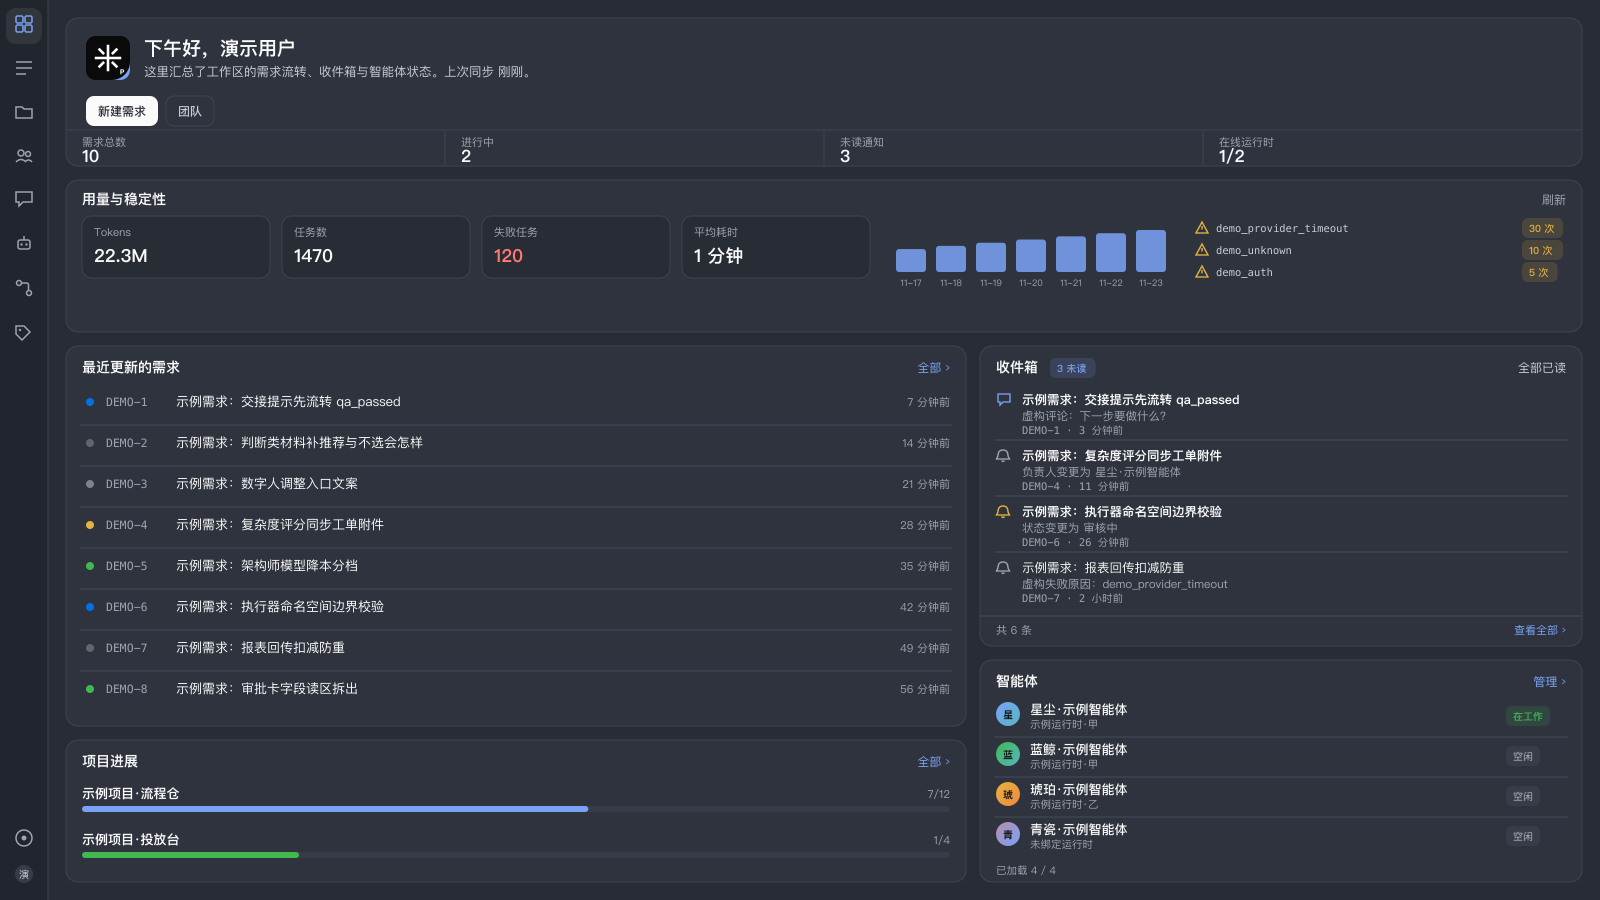 下午好，演示用户
这里汇总了工作区的需求流转、收件箱与智能体状态。上次同步 刚刚。
新建需求
团队
需求总数
10
进行中
2
未读通知
3
在线运行时
1/2
用量与稳定性
刷新
Tokens
22.3M
任务数
1470
失败任务
120
平均耗时
1 分钟
11-17
11-18
11-19
11-20
11-21
11-22
11-23
demo_provider_timeout
30 次
demo_unknown
10 次
demo_auth
5 次
最近更新的需求
全部 ›
DEMO-1 示例需求：交接提示先流转 qa_passed 7 分钟前
DEMO-2 示例需求：判断类材料补推荐与不选会怎样 14 分钟前
DEMO-3 示例需求：数字人调整入口文案 21 分钟前
DEMO-4 示例需求：复杂度评分同步工单附件 28 分钟前
DEMO-5 示例需求：架构师模型降本分档 35 分钟前
DEMO-6 示例需求：执行器命名空间边界校验 42 分钟前
DEMO-7 示例需求：报表回传扣减防重 49 分钟前
DEMO-8 示例需求：审批卡字段读区拆出 56 分钟前
项目进展
全部 ›
示例项目·流程仓 7/12
示例项目·投放台 1/4
收件箱
3 未读
全部已读
示例需求：交接提示先流转 qa_passed
虚构评论：下一步要做什么?
DEMO-1 · 3 分钟前
示例需求：复杂度评分同步工单附件
负责人变更为 星尘·示例智能体
DEMO-4 · 11 分钟前
示例需求：执行器命名空间边界校验
状态变更为 审核中
DEMO-6 · 26 分钟前
示例需求：报表回传扣减防重
虚构失败原因：demo_provider_timeout
DEMO-7 · 2 小时前
共 6 条
查看全部 ›
智能体
管理 ›
星
星尘·示例智能体
示例运行时·甲
在工作
蓝
蓝鲸·示例智能体
示例运行时·甲
空闲
琥
琥珀·示例智能体
示例运行时·乙
空闲
青
青瓷·示例智能体
未绑定运行时
空闲
已加载 4 / 4
演